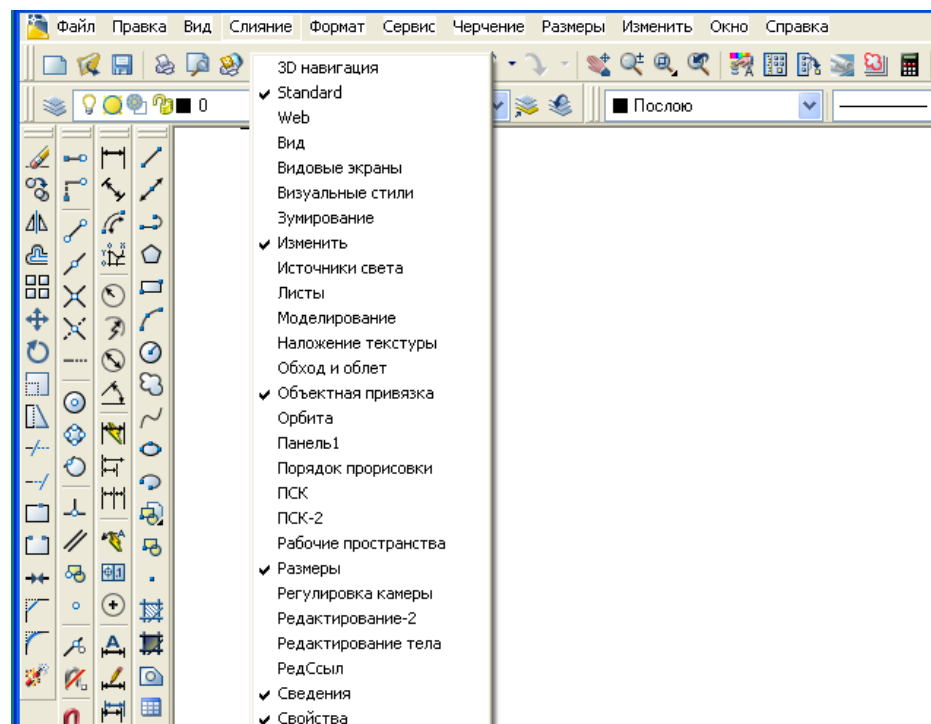 Файл Правка Вид Слияние Формат Сервис Черчение Размеры Изменить Окно Справка
0
Послою
3D навигация
Standard
Web
Вид
Видовые экраны
Визуальные стили
Зумирование
Изменить
Источники света
Листы
Моделирование
Наложение текстуры
Обход и облет
Объектная привязка
Орбита
Панель1
Порядок прорисовки
ПСК
ПСК-2
Рабочие пространства
Размеры
Регулировка камеры
Редактирование-2
Редактирование тела
РедСсыл
Сведения
Свойства